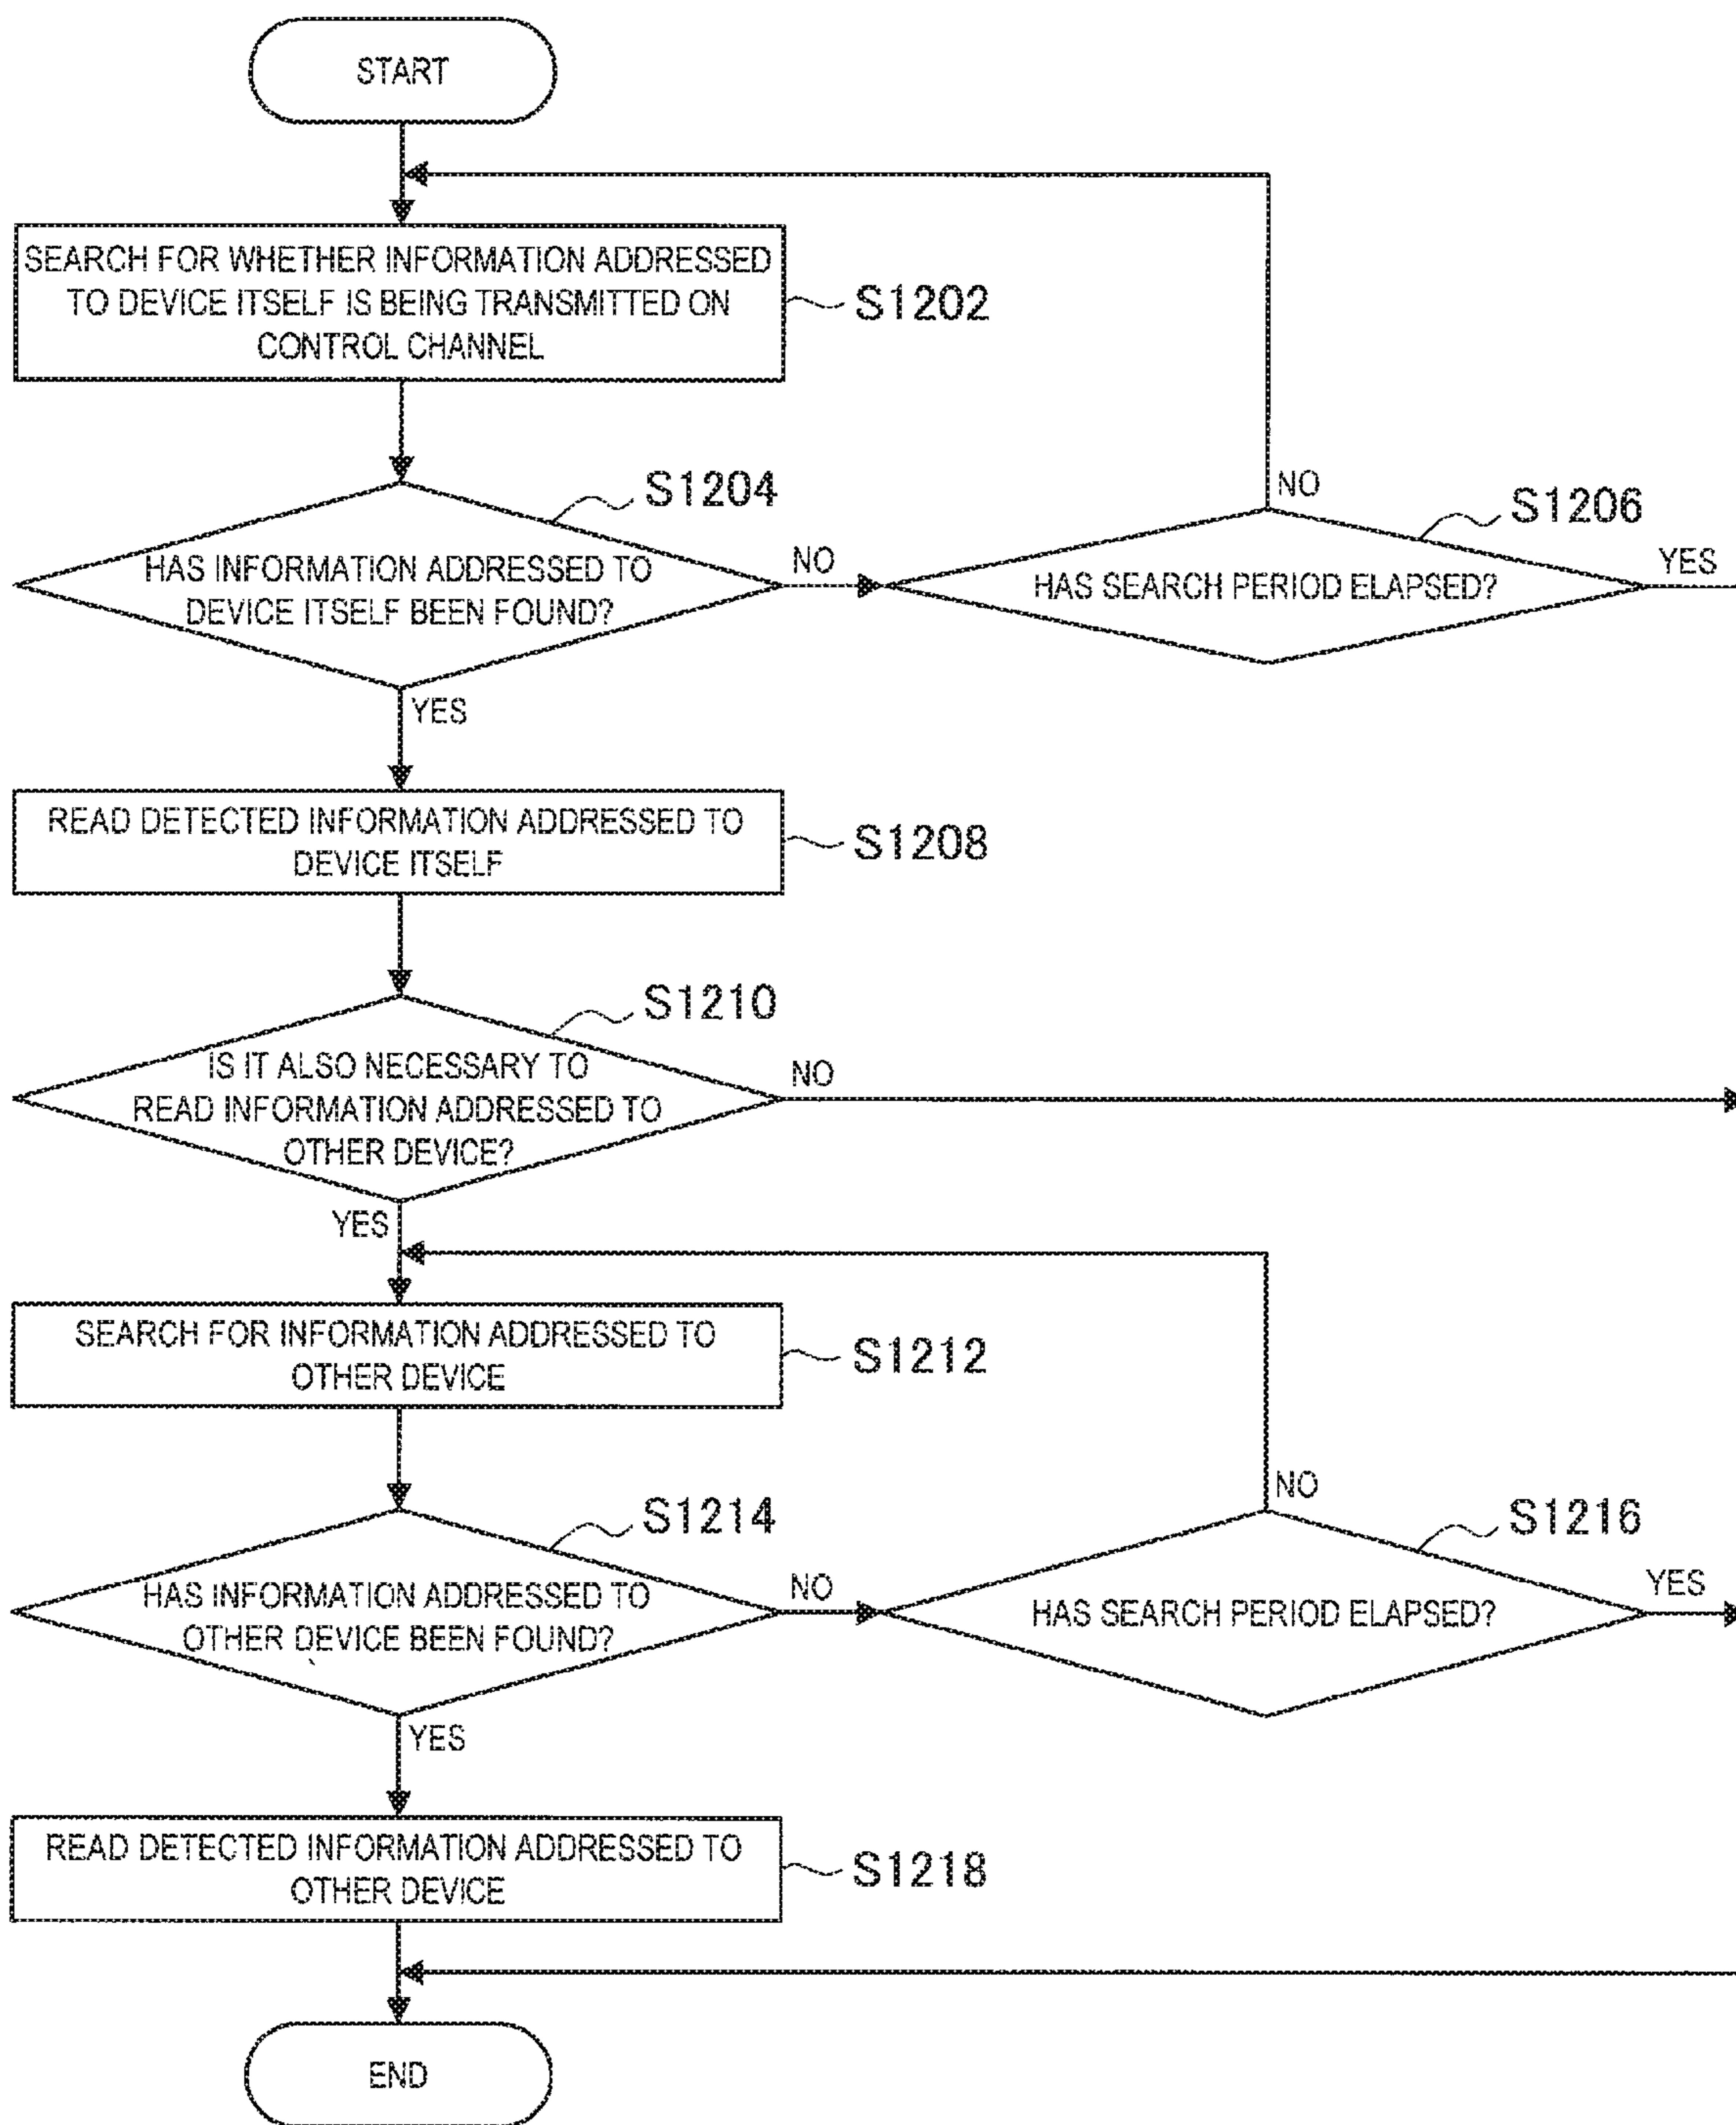 START
SEARCH FOR WHETHER INFORMATION ADDRESSED
TO DEVICE ITSELF IS BEING TRANSMITTED ON
CONTROL CHANNEL
S1202
S1204
HAS INFORMATION ADDRESSED TO
DEVICE ITSELF BEEN FOUND?
NO
YES
S1206
HAS SEARCH PERIOD ELAPSED?
NO
YES
READ DETECTED INFORMATION ADDRESSED TO
DEVICE ITSELF
S1208
S1210
IS IT ALSO NECESSARY TO
READ INFORMATION ADDRESSED TO
OTHER DEVICE?
NO
YES
SEARCH FOR INFORMATION ADDRESSED TO
OTHER DEVICE
S1212
S1214
HAS INFORMATION ADDRESSED TO
OTHER DEVICE BEEN FOUND?
NO
YES
S1216
HAS SEARCH PERIOD ELAPSED?
NO
YES
READ DETECTED INFORMATION ADDRESSED TO
OTHER DEVICE
S1218
END